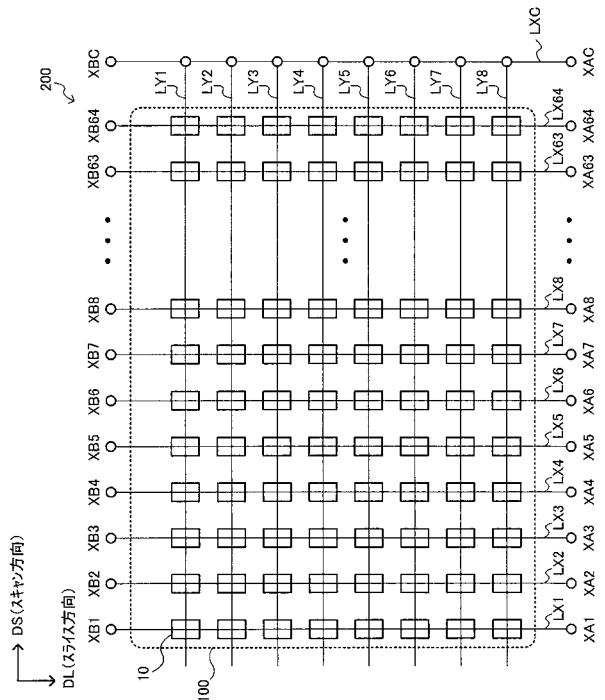 DS(スキャン方向)
DL(スライス方向)
200
XB1 XB2 XB3 XB4 XB5 XB6 XB7 XB8 XB63 XB64 XBC
LY1
LY2
LY3
LY4
LY5
LY6
LY7
LY8
10
100
LX1 LX2 LX3 LX4 LX5 LX6 LX7 LX8 LX63 LX64 LXC
XA1 XA2 XA3 XA4 XA5 XA6 XA7 XA8 XA63 XA64 XAC